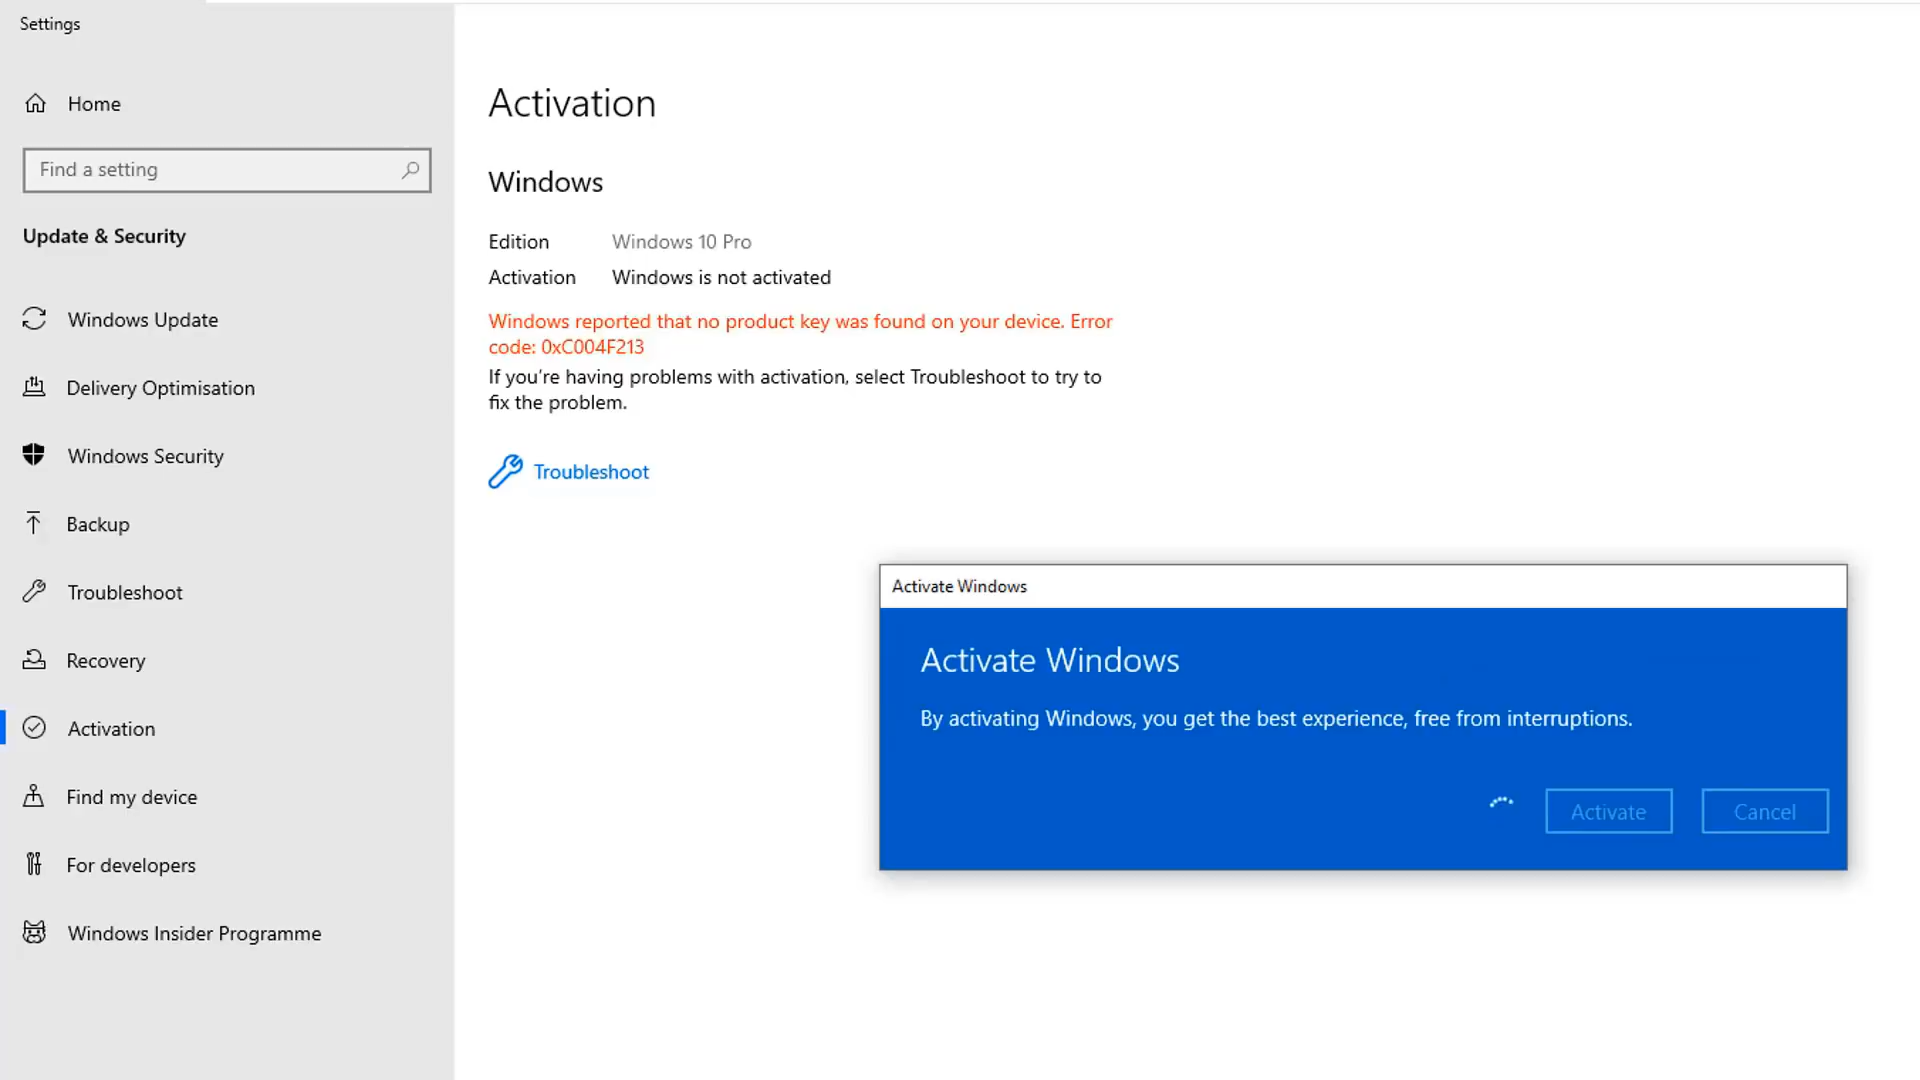 Settings
Home
Find a setting
Update & Security
Windows Update
Delivery Optimisation
Windows Security
Backup
Troubleshoot
Recovery
Activation
Find my device
For developers
Windows Insider Programme
Activation
Windows
Edition Windows 10 Pro
Activation Windows is not activated
Windows reported that no product key was found on your device. Error
code: 0xC004F213
If you're having problems with activation, select Troubleshoot to try to
fix the problem.
Troubleshoot
Activate Windows
Activate Windows
By activating Windows, you get the best experience, free from interruptions.
Activate Cancel